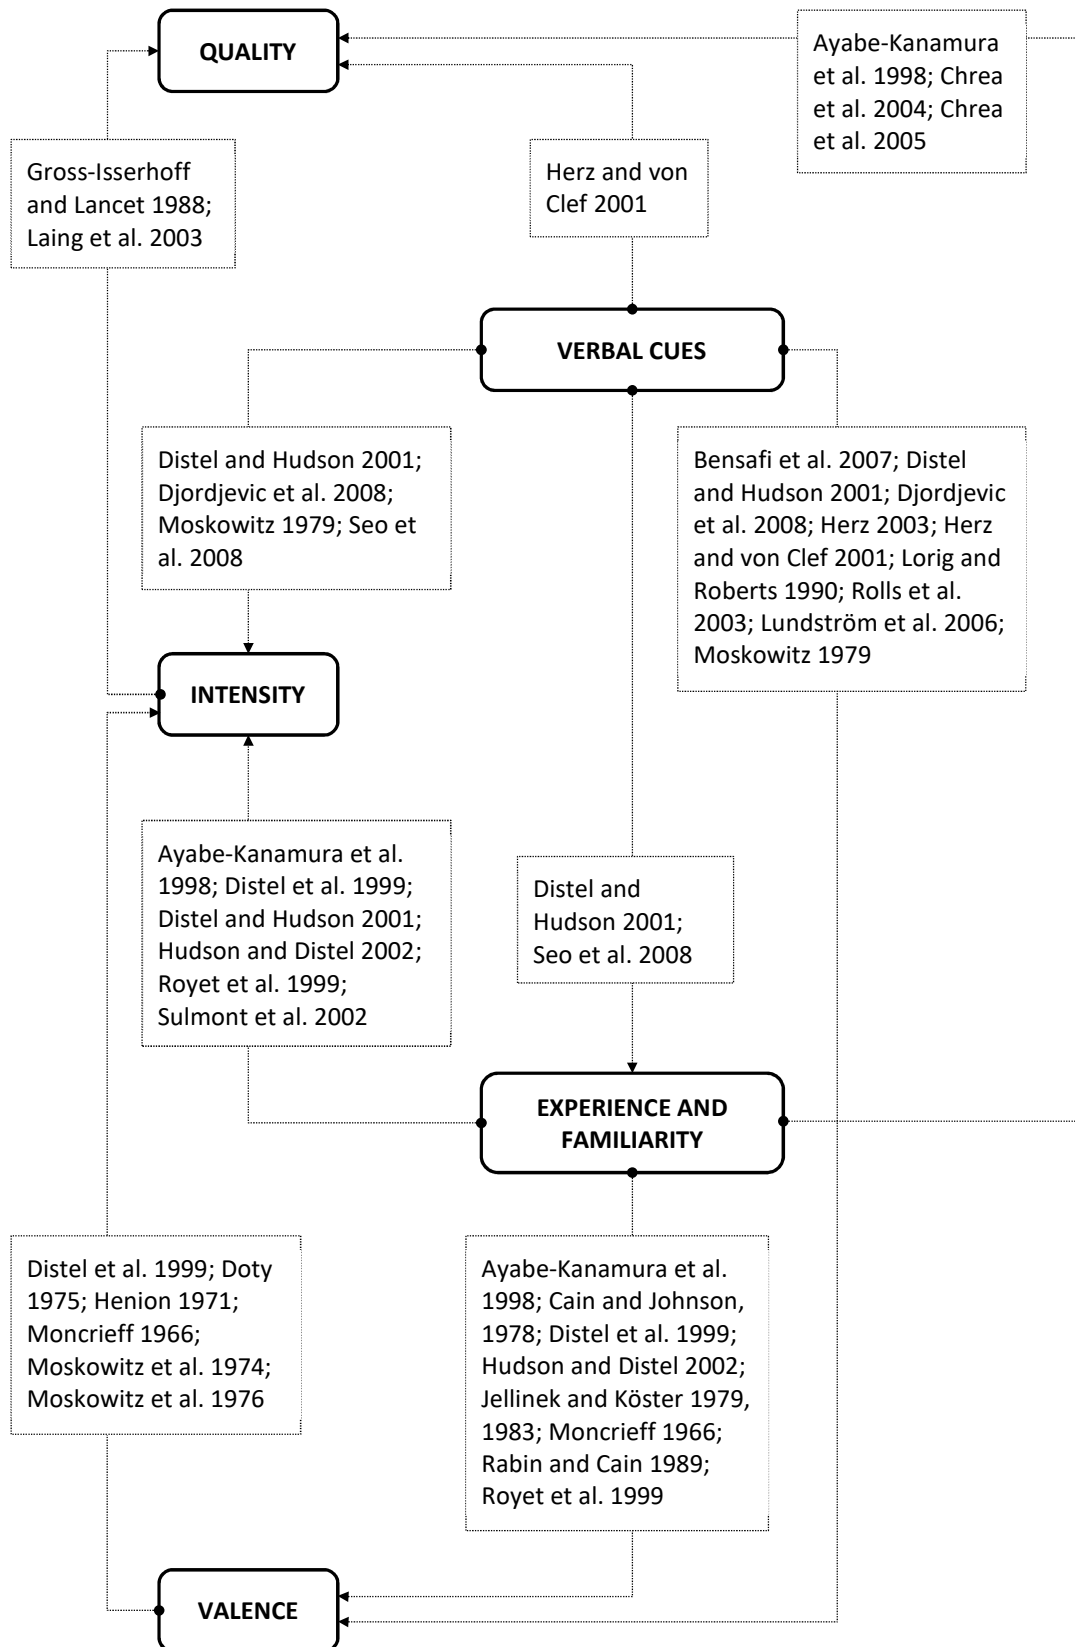 QUALITY
Ayabe-Kanamura
et al. 1998; Chrea
et al. 2004; Chrea
et al. 2005
Gross-Isserhoff
and Lancet 1988;
Laing et al. 2003
Herz and von
Clef 2001
VERBAL CUES
Distel and Hudson 2001;
Djordjevic et al. 2008;
Moskowitz 1979; Seo et
al. 2008
Bensafi et al. 2007; Distel
and Hudson 2001; Djordjevic
et al. 2008; Herz 2003; Herz
and von Clef 2001; Lorig and
Roberts 1990; Rolls et al.
2003; Lundström et al. 2006;
Moskowitz 1979
INTENSITY
Ayabe-Kanamura et al.
1998; Distel et al. 1999;
Distel and Hudson 2001;
Hudson and Distel 2002;
Royet et al. 1999;
Sulmont et al. 2002
Distel and
Hudson 2001;
Seo et al. 2008
EXPERIENCE AND
FAMILIARITY
Distel et al. 1999; Doty
1975; Henion 1971;
Moncrieff 1966;
Moskowitz et al. 1974;
Moskowitz et al. 1976
Ayabe-Kanamura et al.
1998; Cain and Johnson,
1978; Distel et al. 1999;
Hudson and Distel 2002;
Jellinek and Köster 1979,
1983; Moncrieff 1966;
Rabin and Cain 1989;
Royet et al. 1999
VALENCE